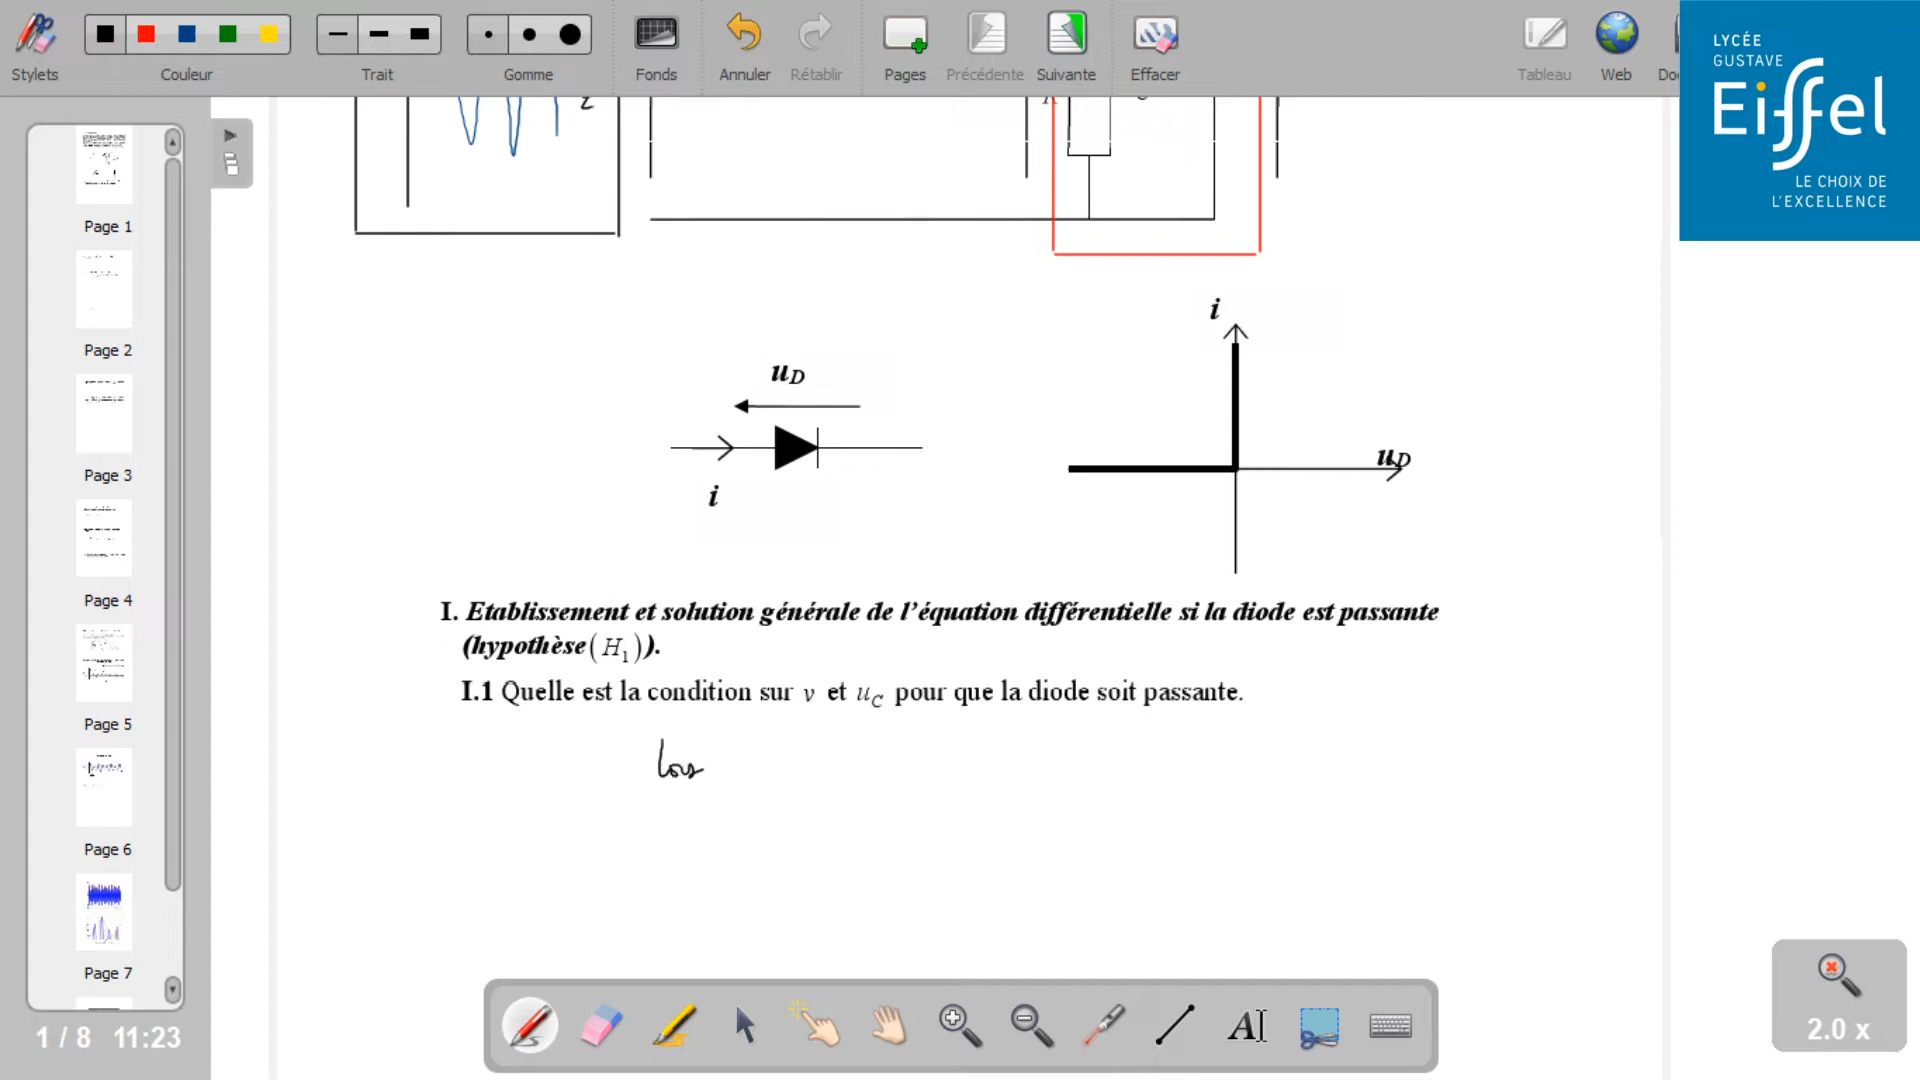 Stylets
Couleur
Trait
Gomme
Fonds
Annuler
Rétablir
Pages
Précédente
Suivante
Effacer
Tableau
Web
LYCÉE
GUSTAVE
Eiffel
LE CHOIX DE
L'EXCELLENCE
Page 1
Page 2
Page 3
Page 4
Page 5
Page 6
Page 7
1 / 8 11:23
i
u_D
u_D
i
I. Etablissement et solution générale de l'équation différentielle si la diode est passante
(hypothèse(H₁)).
I.1 Quelle est la condition sur v et u_C pour que la diode soit passante.
2.0 x